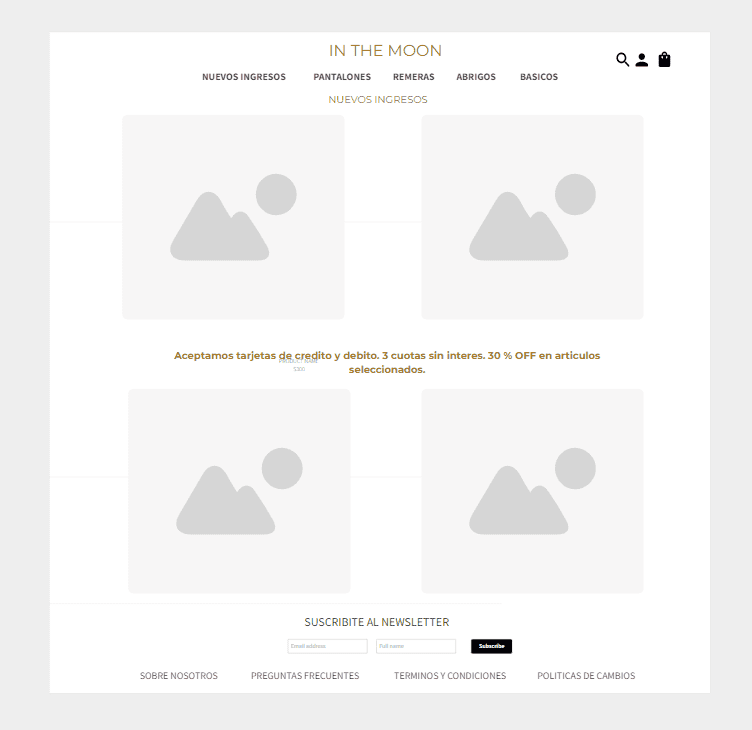 IN THE MOON
NUEVOS INGRESOS PANTALONES REMERAS ABRIGOS BASICOS
NUEVOS INGRESOS
Aceptamos tarjetas de credito y debito. 3 cuotas sin interes. 30 % OFF en articulos
seleccionados.
$300
SUSCRIBITE AL NEWSLETTER
Email address Full name Subscribe
SOBRE NOSOTROS PREGUNTAS FRECUENTES TERMINOS Y CONDICIONES POLITICAS DE CAMBIOS